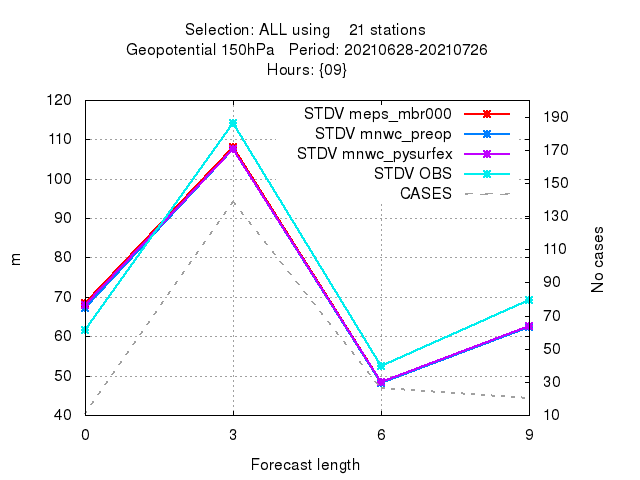 Selection: ALL using    21 stations
Geopotential 150hPa   Period: 20210628-20210726
Hours: {09}
STDV meps_mbr000
STDV mnwc_preop
STDV mnwc_pysurfex
STDV OBS
CASES
120
110
100
90
80
70
60
50
40
m
190
170
150
130
110
90
70
50
30
10
No cases
0 3 6 9
Forecast length